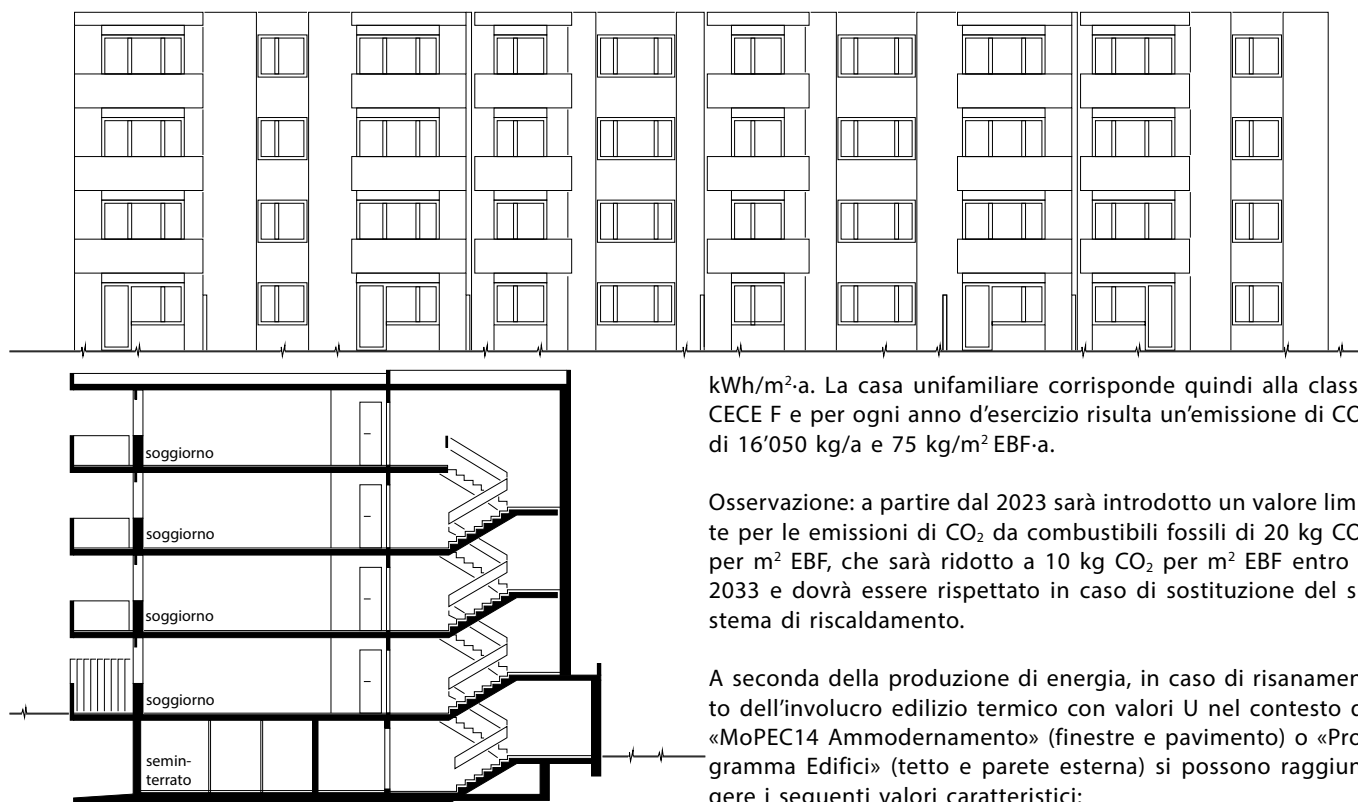 soggiorno
soggiorno
soggiorno
soggiorno
semin-
terrato
kWh/m²·a. La casa unifamiliare corrisponde quindi alla class
CECE F e per ogni anno d’esercizio risulta un’emissione di CO
di 16’050 kg/a e 75 kg/m² EBF·a.
Osservazione: a partire dal 2023 sarà introdotto un valore lim
te per le emissioni di CO₂ da combustibili fossili di 20 kg CO
per m² EBF, che sarà ridotto a 10 kg CO₂ per m² EBF entro
2033 e dovrà essere rispettato in caso di sostituzione del s
stema di riscaldamento.
A seconda della produzione di energia, in caso di risanamen
to dell’involucro edilizio termico con valori U nel contesto d
«MoPEC14 Ammodernamento» (finestre e pavimento) o «Pro
gramma Edifici» (tetto e parete esterna) si possono raggiun
gere i seguenti valori caratteristici: